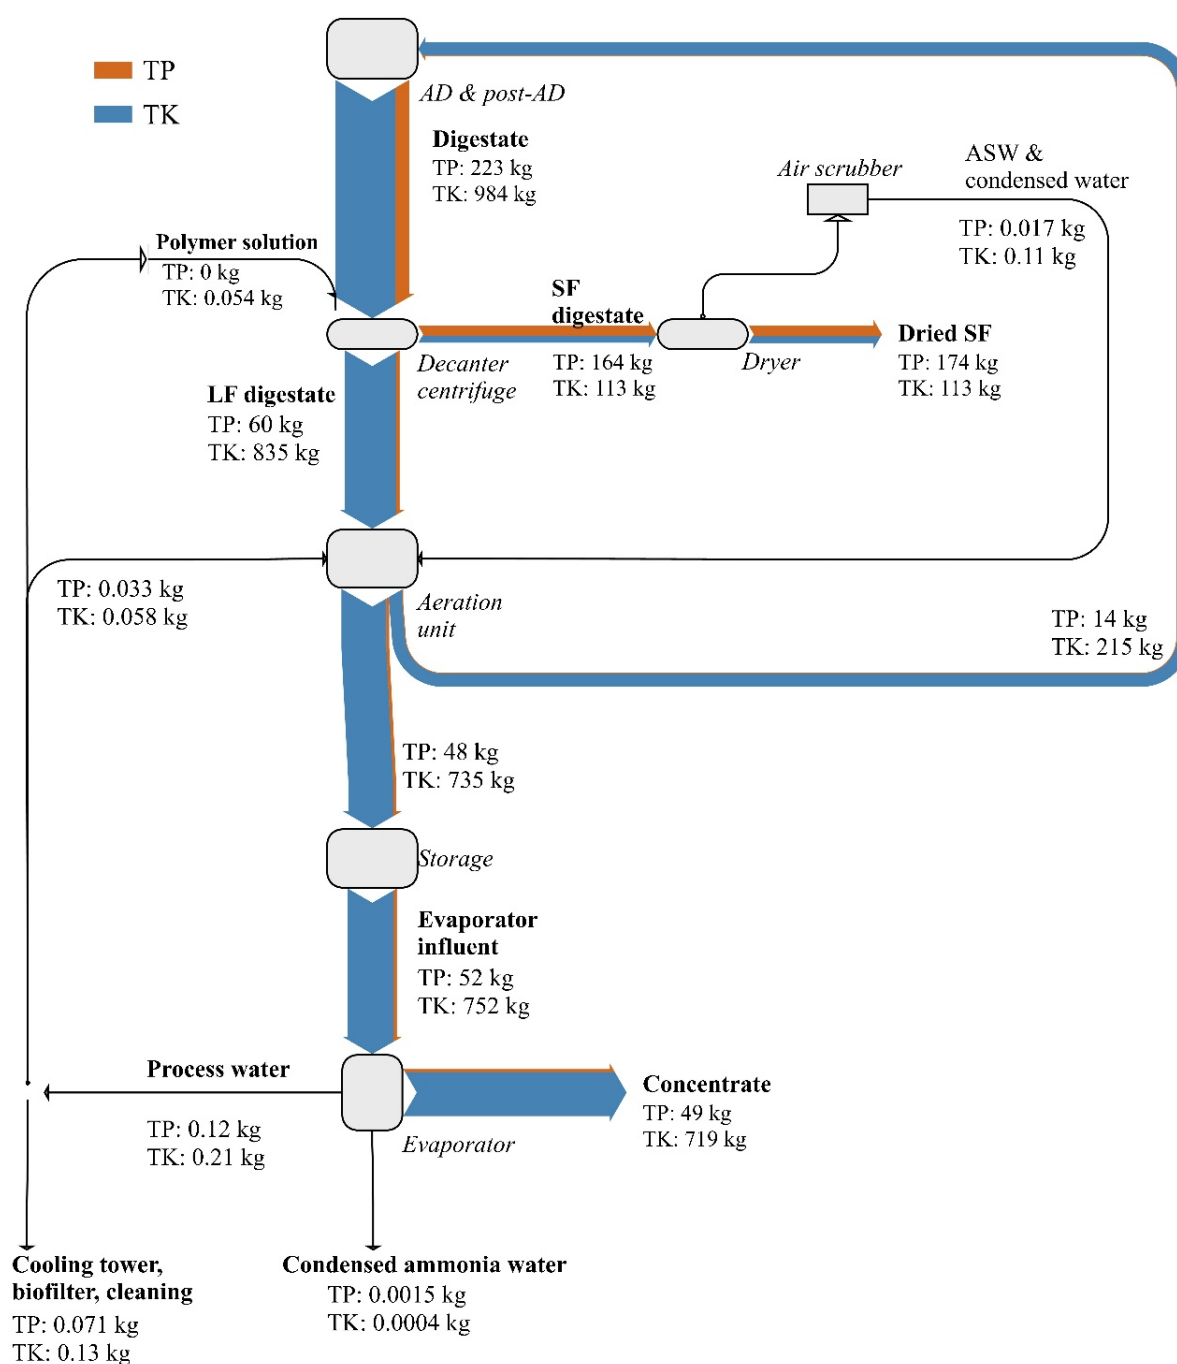 TP
TK
AD & post-AD
Digestate
TP: 223 kg
TK: 984 kg
Air scrubber
ASW &
condensed water
TP: 0.017 kg
TK: 0.11 kg
Polymer solution
TP: 0 kg
TK: 0.054 kg
SF
digestate
TP: 164 kg
TK: 113 kg
Dryer
Dried SF
TP: 174 kg
TK: 113 kg
Decanter
centrifuge
LF digestate
TP: 60 kg
TK: 835 kg
TP: 0.033 kg
TK: 0.058 kg
Aeration
unit
TP: 14 kg
TK: 215 kg
TP: 48 kg
TK: 735 kg
Storage
Evaporator
influent
TP: 52 kg
TK: 752 kg
Process water
TP: 0.12 kg
TK: 0.21 kg
Evaporator
Concentrate
TP: 49 kg
TK: 719 kg
Cooling tower,
biofilter, cleaning
TP: 0.071 kg
TK: 0.13 kg
Condensed ammonia water
TP: 0.0015 kg
TK: 0.0004 kg